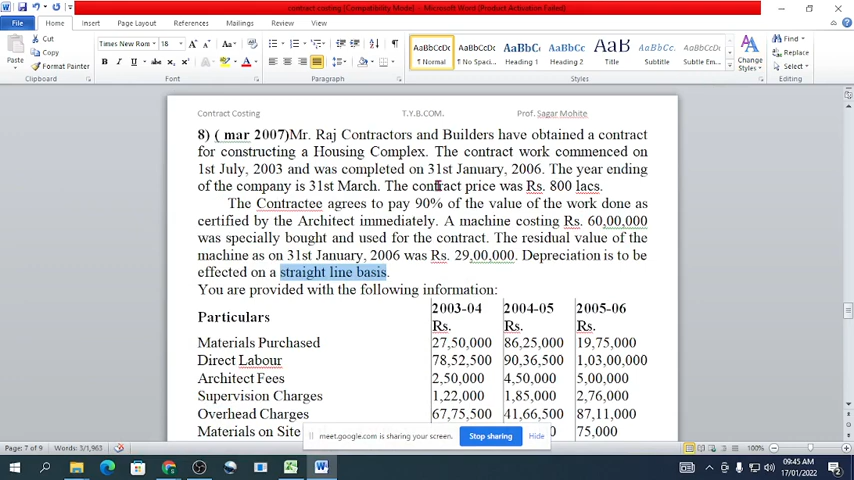 contract costing [Compatibility Mode] – Microsoft Word (Product Activation Failed)
File Home Insert Page Layout References Mailings Review View
Cut
Copy
Format Painter
Paste
Clipboard
Times New Rom 18
Font
Paragraph
AaBbCcDc AaBbCcDc AaBbC AaBbCc AaB AaBbCc. AaBbCcDt
¶ Normal ¶ No Spaci... Heading 1 Heading 2 Title Subtitle Subtle Em...
Styles
Change Styles
Find
Replace
Select
Editing
Contract Costing T.Y.B.COM. Prof. Sagar Mohite
8) ( mar 2007)Mr. Raj Contractors and Builders have obtained a contract
for constructing a Housing Complex. The contract work commenced on
1st July, 2003 and was completed on 31st January, 2006. The year ending
of the company is 31st March. The contract price was Rs. 800 lacs.
The Contractee agrees to pay 90% of the value of the work done as
certified by the Architect immediately. A machine costing Rs. 60,00,000
was specially bought and used for the contract. The residual value of the
machine as on 31st January, 2006 was Rs. 29,00,000. Depreciation is to be
effected on a straight line basis.
You are provided with the following information:
Particulars 2003-04 Rs. 2004-05 Rs. 2005-06 Rs.
Materials Purchased 27,50,000 86,25,000 19,75,000
Direct Labour 78,52,500 90,36,500 1,03,00,000
Architect Fees 2,50,000 4,50,000 5,00,000
Supervision Charges 1,22,000 1,85,000 2,76,000
Overhead Charges 67,75,500 41,66,500 87,11,000
Materials on Site 75,000
meet.google.com is sharing your screen. Stop sharing Hide
Page: 7 of 9 Words: 3/1,963 100%
09:45 AM
17/01/2022